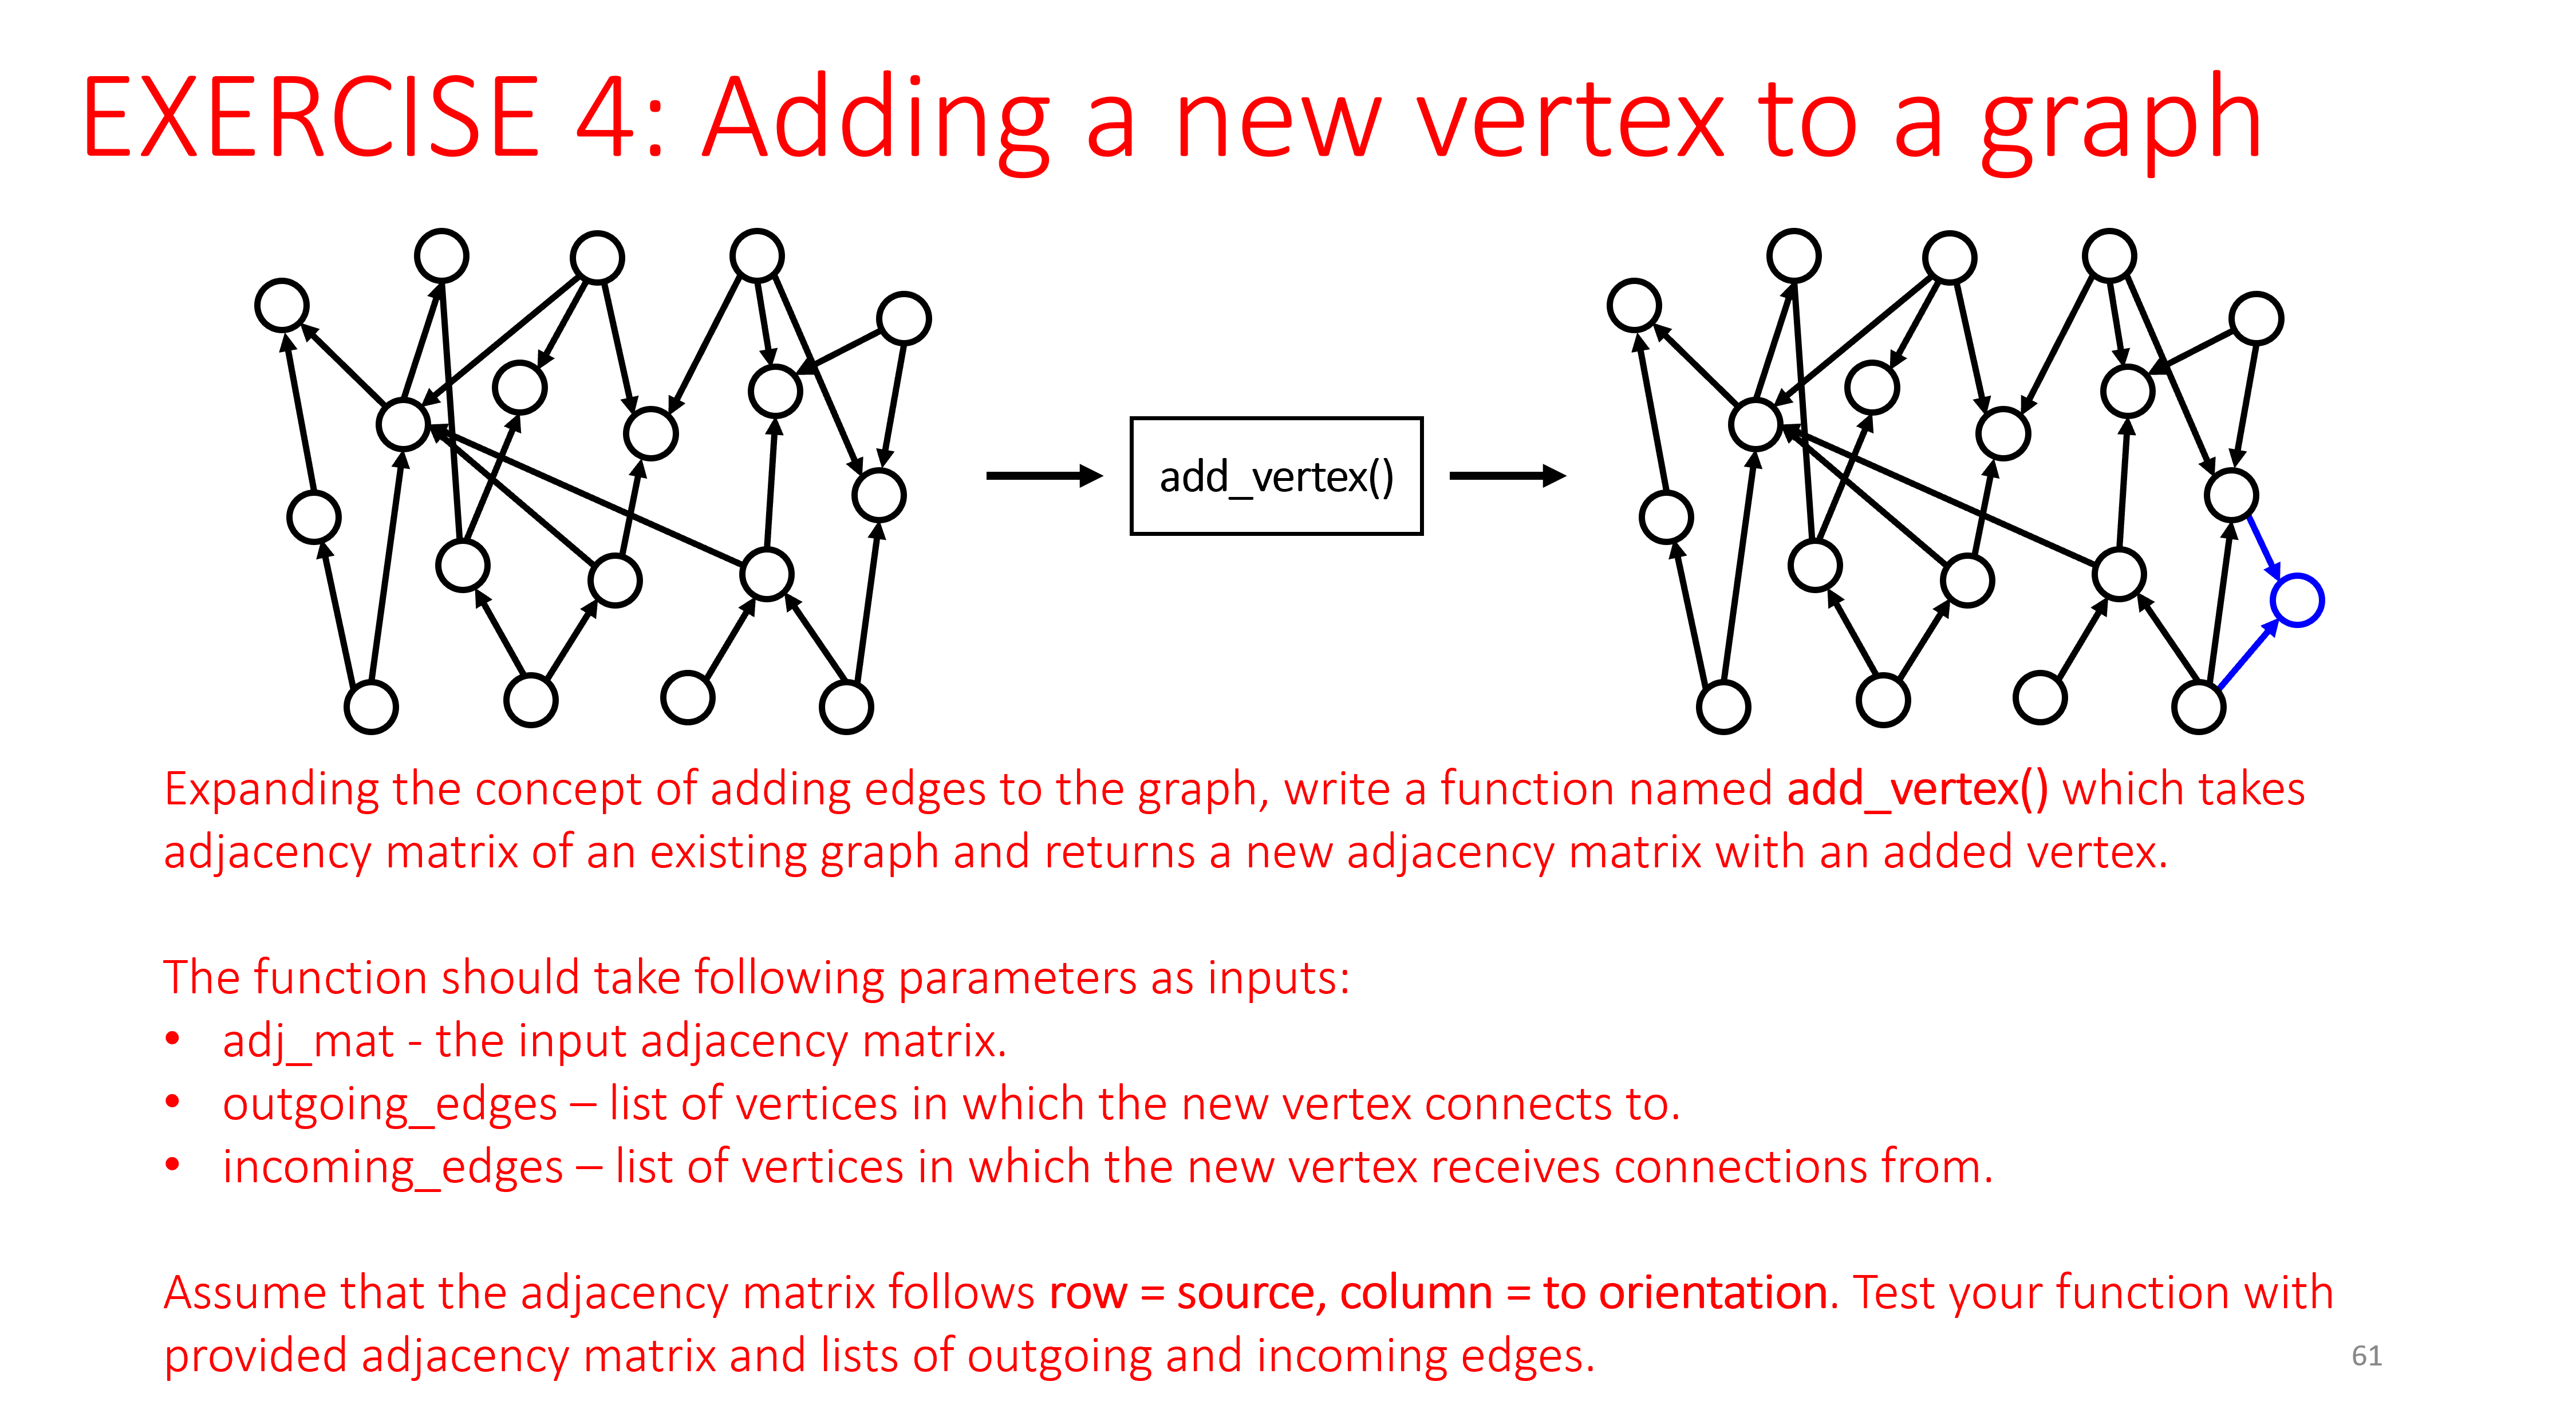 EXERCISE 4: Adding a new vertex to a graph
add_vertex()
Expanding the concept of adding edges to the graph, write a function named add_vertex() which takes
adjacency matrix of an existing graph and returns a new adjacency matrix with an added vertex.
The function should take following parameters as inputs:
• adj_mat - the input adjacency matrix.
• outgoing_edges – list of vertices in which the new vertex connects to.
• incoming_edges – list of vertices in which the new vertex receives connections from.
Assume that the adjacency matrix follows row = source, column = to orientation. Test your function with
provided adjacency matrix and lists of outgoing and incoming edges.
61